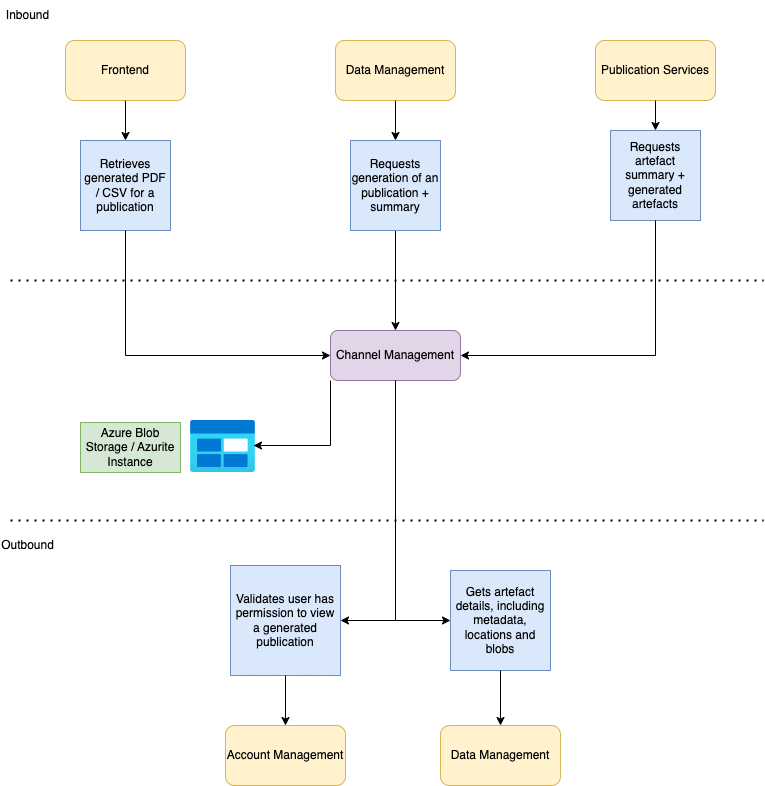 Inbound
Frontend
Data Management
Publication Services
Retrieves
generated PDF
/ CSV for a
publication
Requests
generation of an
publication +
summary
Requests
artefact
summary +
generated
artefacts
Channel Management
Azure Blob
Storage / Azurite
Instance
Outbound
Validates user has
permission to view
a generated
publication
Gets artefact
details, including
metadata,
locations and
blobs
Account Management
Data Management